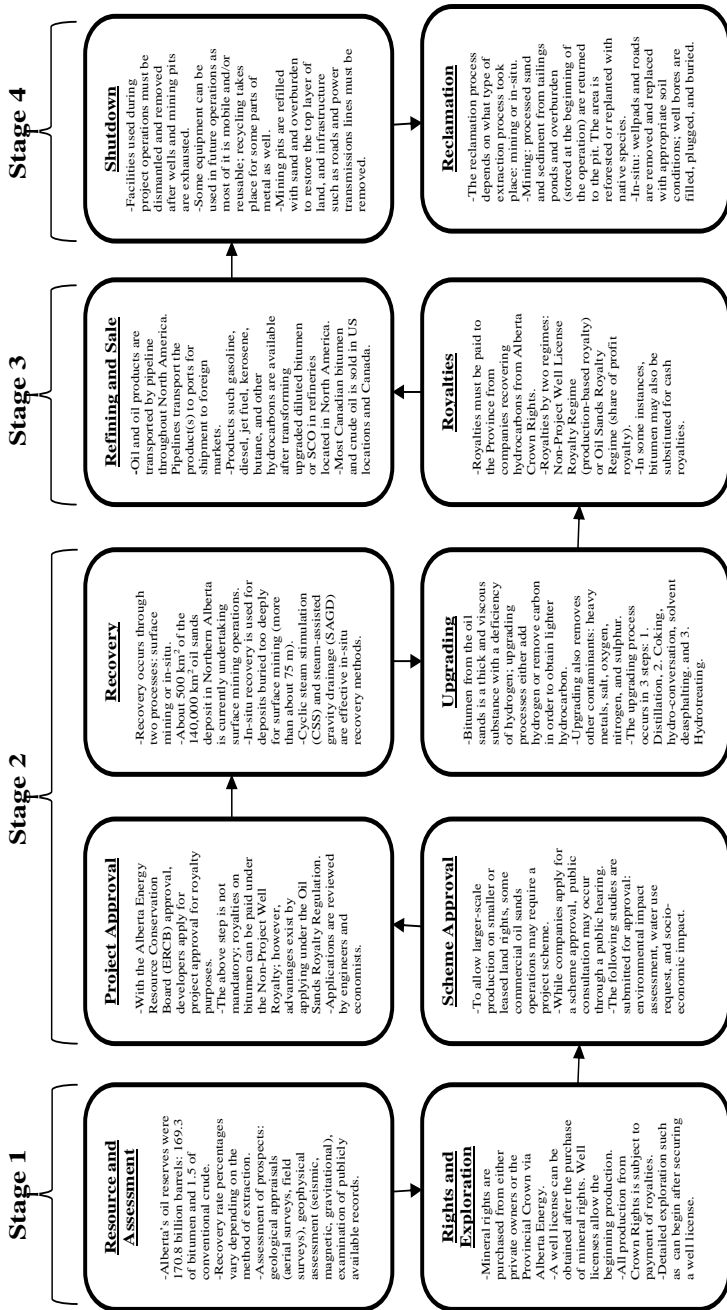 Stage 1
Resource and
Assessment
-Alberta's oil reserves were
170.8 billion barrels: 169.3
of bitumen and 1.5 of
conventional crude.
-Recovery rate percentages
vary depending on the
method of extraction.
-Assessment of prospects:
geological appraisals
(aerial surveys, field
surveys), geophysical
assessment (seismic,
magnetic, gravitational),
examination of publicly
available records.
Rights and
Exploration
-Mineral rights are
purchased from either
private owners or the
Provincial Crown via
Alberta Energy.
-A well license can be
obtained after the purchase
of mineral rights. Well
licenses allow the
beginning production.
-All production from
Crown Rights is subject to
payment of royalties.
-Detailed exploration such
as can begin after securing
a well license.
Stage 2
Scheme Approval
-To allow larger-scale
production on smaller or
leased land rights, some
commercial oil sands
operations may require a
project scheme.
-While companies apply for
a scheme approval, public
consultation may occur
through a public hearing.
-The following studies are
submitted for approval:
environmental impact
assessment, water use
request, and socio-
economic impact.
Project Approval
-With the Alberta Energy
Resource Conservation
Board (ERCB) approval,
developers apply for
project approval for royalty
purposes.
-The above step is not
mandatory; royalties on
bitumen can be paid under
the Non-Project Well
Royalty; however,
advantages exist by
applying under the Oil
Sands Royalty Regulation.
-Applications are reviewed
by engineers and
economists.
Recovery
-Recovery occurs through
two processes: surface
mining or in-situ.
-About 500 km² of the
140,000 km² oil sands
deposit in Northern Alberta
is currently undertaking
surface mining operations.
-In-situ recovery is used for
deposits buried too deeply
for surface mining (more
than about 75 m).
-Cyclic steam stimulation
(CSS) and steam-assisted
gravity drainage (SAGD)
are effective in-situ
recovery methods.
Upgrading
-Bitumen from the oil
sands is a thick and viscous
substance with a deficiency
of hydrogen; upgrading
processes either add
hydrogen or remove carbon
in order to obtain lighter
hydrocarbon.
-Upgrading also removes
other contaminants: heavy
metals, salt, oxygen,
nitrogen, and sulphur.
-The upgrading process
occurs in 3 steps: 1.
Distillation, 2. Coking,
hydro-conversation, solvent
deasphalting. and 3.
Hydrotreating.
Stage 3
Royalties
-Royalties must be paid to
the Province from
companies recovering
hydrocarbons from Alberta
Crown Rights.
-Royalties by two regimes:
Non-Project Well License
Royalty Regime
(production-based royalty)
or Oil Sands Royalty
Regime (share of profit
royalty).
-In some instances,
bitumen may also be
substituted for cash
royalties.
Refining and Sale
-Oil and oil products are
transported by pipeline
throughout North America.
Pipelines transport the
product(s) to ports for
shipment to foreign
markets.
-Products such gasoline,
diesel, jet fuel, kerosene,
butane, and other
hydrocarbons are available
after transforming
upgraded diluted bitumen
or SCO in refineries
located in North America.
-Most Canadian bitumen
and crude oil is sold in US
locations and Canada.
Stage 4
Shutdown
-Facilities used during
project operations must be
dismantled and removed
after wells and mining pits
are exhausted.
-Some equipment can be
used in future operations as
most of it is mobile and/or
reusable; recycling takes
place for some parts of
metal as well.
-Mining pits are refilled
with sand and overburden
to restore the top layer of
land, and infrastructure
such as roads and power
transmissions lines must be
removed.
Reclamation
-The reclamation process
depends on what type of
extraction process took
place: mining or in-situ.
-Mining: processed sand
and sediment from tailings
ponds and overburden
(stored at the beginning of
the operation) are returned
to the pit. The area is
reforested or replanted with
native species.
-In-situ: wellpads and roads
are removed and replaced
with appropriate soil
conditions; well bores are
filled, plugged, and buried.